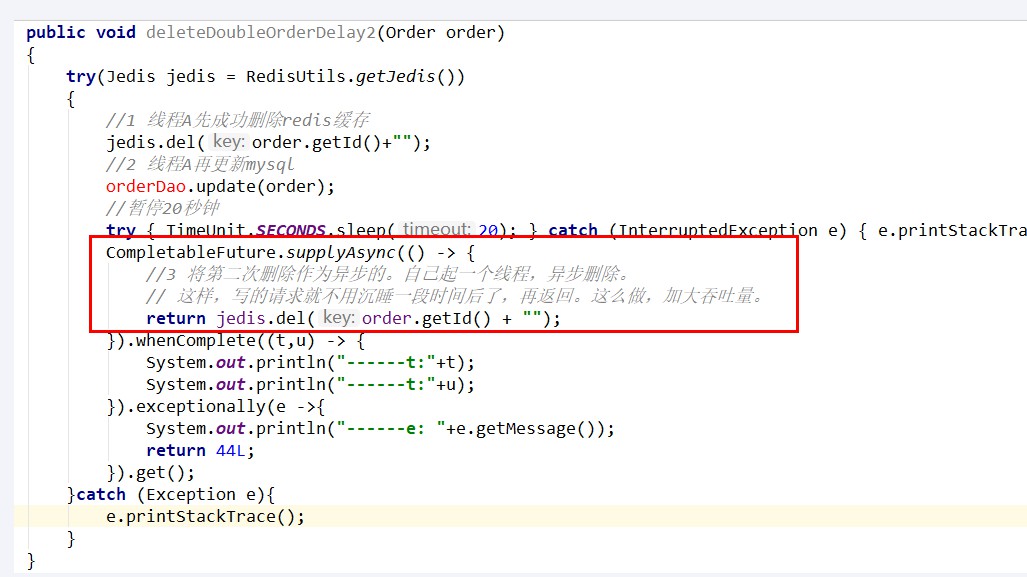 public void deleteDoubleOrderDelay2(Order order)
{
try(Jedis jedis = RedisUtils.getJedis())
{
//1 线程A先成功删除redis缓存
jedis.del( key: order.getId()+"");
//2 线程A再更新mysql
orderDao.update(order);
//暂停20秒钟
try { TimeUnit.SECONDS.sleep( timeout: 20); } catch (InterruptedException e) { e.printStackTra
CompletableFuture.supplyAsync(() -> {
//3 将第二次删除作为异步的。自己起一个线程，异步删除。
// 这样，写的请求就不用沉睡一段时间后了，再返回。这么做，加大吞吐量。
return jedis.del( key: order.getId() + "");
}).whenComplete((t,u) -> {
System.out.println("------t:"+t);
System.out.println("------t:"+u);
}).exceptionally(e ->{
System.out.println("------e: "+e.getMessage());
return 44L;
}).get();
}catch (Exception e){
e.printStackTrace();
}
}